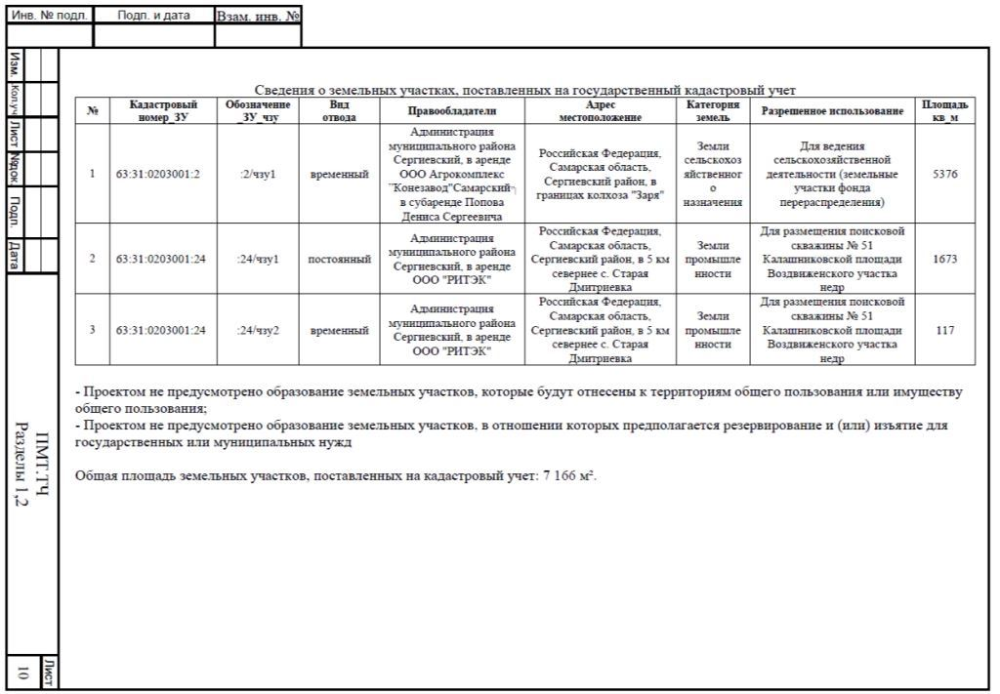 Инв. № подл. Подп. и дата Взам. инв. №
Изм. Кол.уч Лист №док Подп. Дата
Сведения о земельных участках, поставленных на государственный кадастровый учет
№ Кадастровый номер_ЗУ Обозначение _ЗУ_чзу Вид отвода Правообладатели Адрес местоположение Категория земель Разрешенное использование Площадь кв_м
1 63:31:0203001:2 :2/чзу1 временный
Администрация
муниципального района
Сергиевский, в аренде
ООО Агрокомплекс
"Конезавод"Самарский"
в субаренде Попова
Дениса Сергеевича
Российская Федерация,
Самарская область,
Сергиевский район, в
границах колхоза "Заря"
Земли
сельскохоз
яйственног
о
назначения
Для ведения
сельскохозяйственной
деятельности (земельные
участки фонда
перераспределения)
5376
2 63:31:0203001:24 :24/чзу1 постоянный
Администрация
муниципального района
Сергиевский, в аренде
ООО "РИТЭК"
Российская Федерация,
Самарская область,
Сергиевский район, в 5 км
севернее с. Старая
Дмитриевка
Земли
промышле
нности
Для размещения поисковой
скважины № 51
Калашниковской площади
Воздвиженского участка
недр
1673
3 63:31:0203001:24 :24/чзу2 временный
Администрация
муниципального района
Сергиевский, в аренде
ООО "РИТЭК"
Российская Федерация,
Самарская область,
Сергиевский район, в 5 км
севернее с. Старая
Дмитриевка
Земли
промышле
нности
Для размещения поисковой
скважины № 51
Калашниковской площади
Воздвиженского участка
недр
117
- Проектом не предусмотрено образование земельных участков, которые будут отнесены к территориям общего пользования или имуществу
общего пользования;
- Проектом не предусмотрено образование земельных участков, в отношении которых предполагается резервирование и (или) изъятие для
государственных или муниципальных нужд
Общая площадь земельных участков, поставленных на кадастровый учет: 7 166 м².
ПМТ.ТЧ
Разделы 1,2
Лист
10